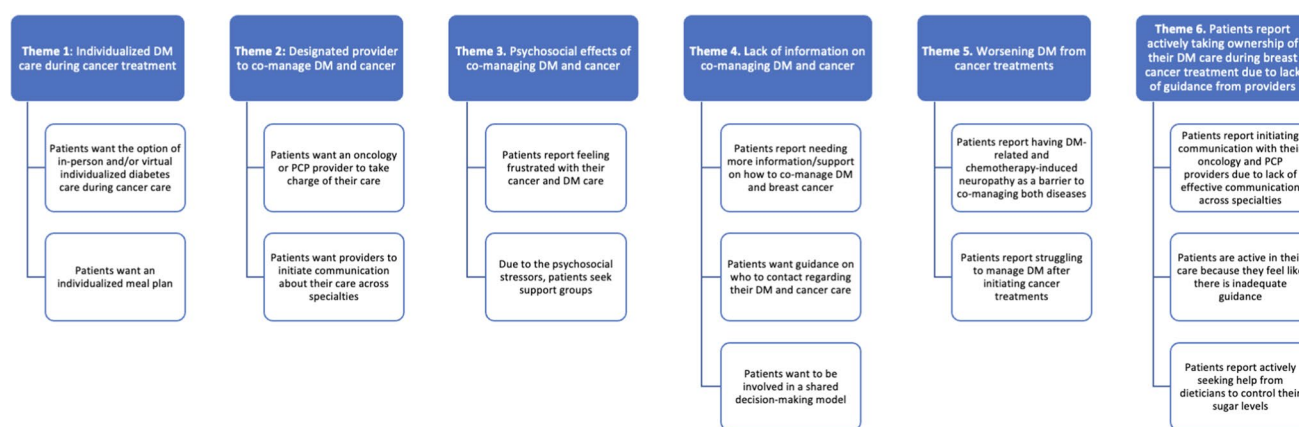 Theme 1: Individualized DM
care during cancer treatment
Patients want the option of
in-person and/or virtual
individualized diabetes
care during cancer care
Patients want an
individualized meal plan
Theme 2: Designated provider
to co-manage DM and cancer
Patients want an oncology
or PCP provider to take
charge of their care
Patients want providers to
initiate communication
about their care across
specialties
Theme 3. Psychosocial effects of
co-managing DM and cancer
Patients report feeling
frustrated with their
cancer and DM care
Due to the psychosocial
stressors, patients seek
support groups
Theme 4. Lack of information on
co-managing DM and cancer
Patients report needing
more information/support
on how to co-manage DM
and breast cancer
Patients want guidance on
who to contact regarding
their DM and cancer care
Patients want to be
involved in a shared
decision-making model
Theme 5. Worsening DM from
cancer treatments
Patients report having DM-
related and
chemotherapy-induced
neuropathy as a barrier to
co-managing both diseases
Patients report struggling
to manage DM after
initiating cancer
treatments
Theme 6. Patients report
actively taking ownership of
their DM care during breast
cancer treatment due to lack
of guidance from providers
Patients report initiating
communication with their
oncology and PCP
providers due to lack of
effective communication
across specialties
Patients are active in their
care because they feel like
there is inadequate
guidance
Patients report actively
seeking help from
dieticians to control their
sugar levels